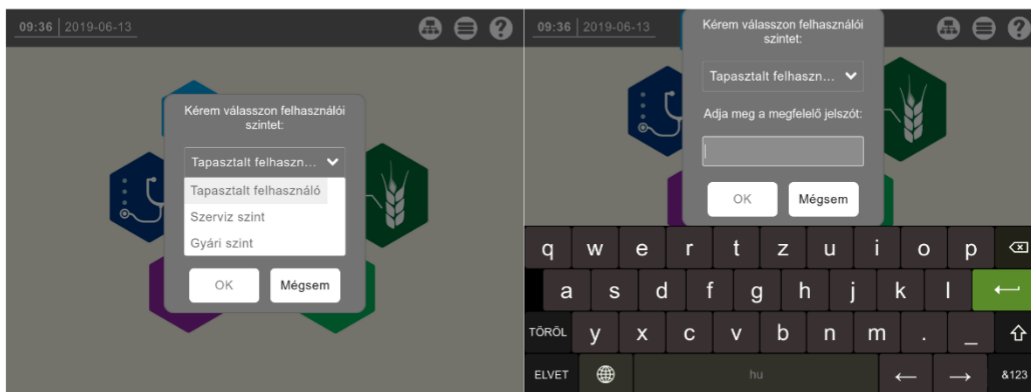 09:36 2019-06-13
Kérem válasszon felhasználói
szintet:
Tapasztalt felhaszn...
Tapasztalt felhasználó
Szerviz szint
Gyári szint
OK Mégsem
09:36 2019-06-13
Kérem válasszon felhasználói
szintet:
Tapasztalt felhaszn...
Adja meg a megfelelő jelszót:
OK Mégsem
q w e r t z u i o p
a s d f g h j k l
TÖRÖL y x c v b n m . _
ELVET hu &123